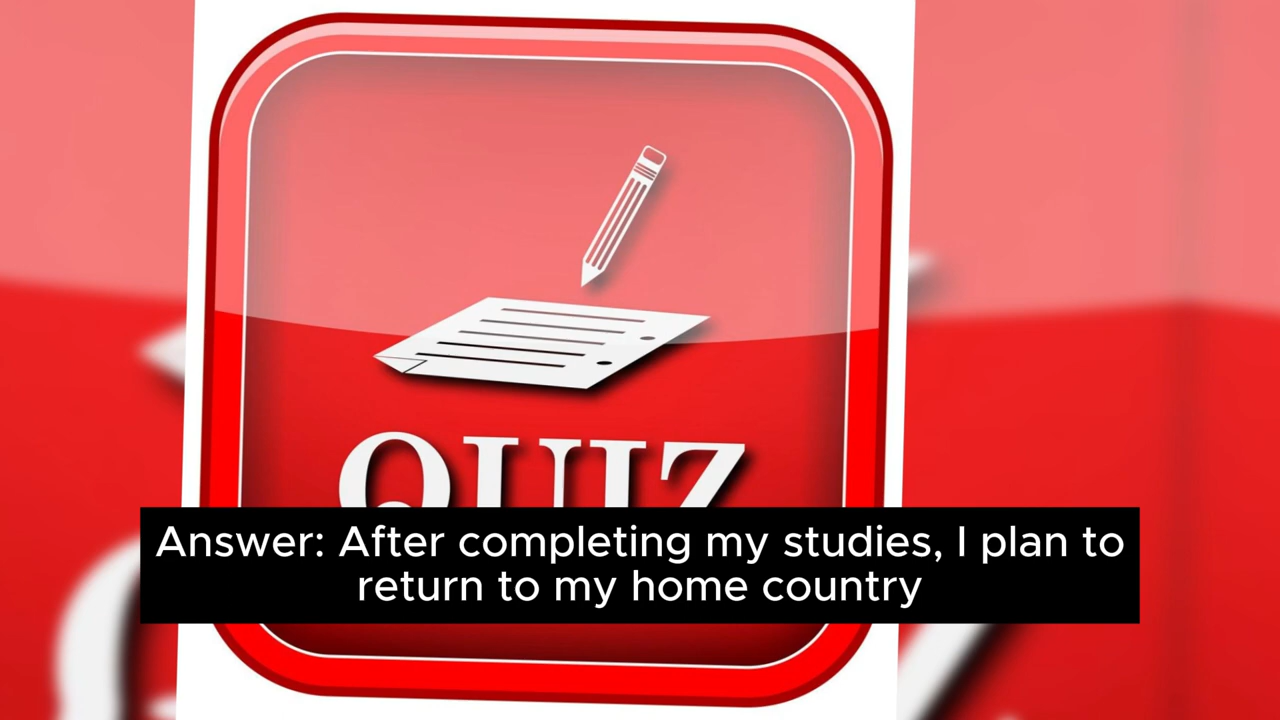 QUIZ
Answer: After completing my studies, I plan to
return to my home country